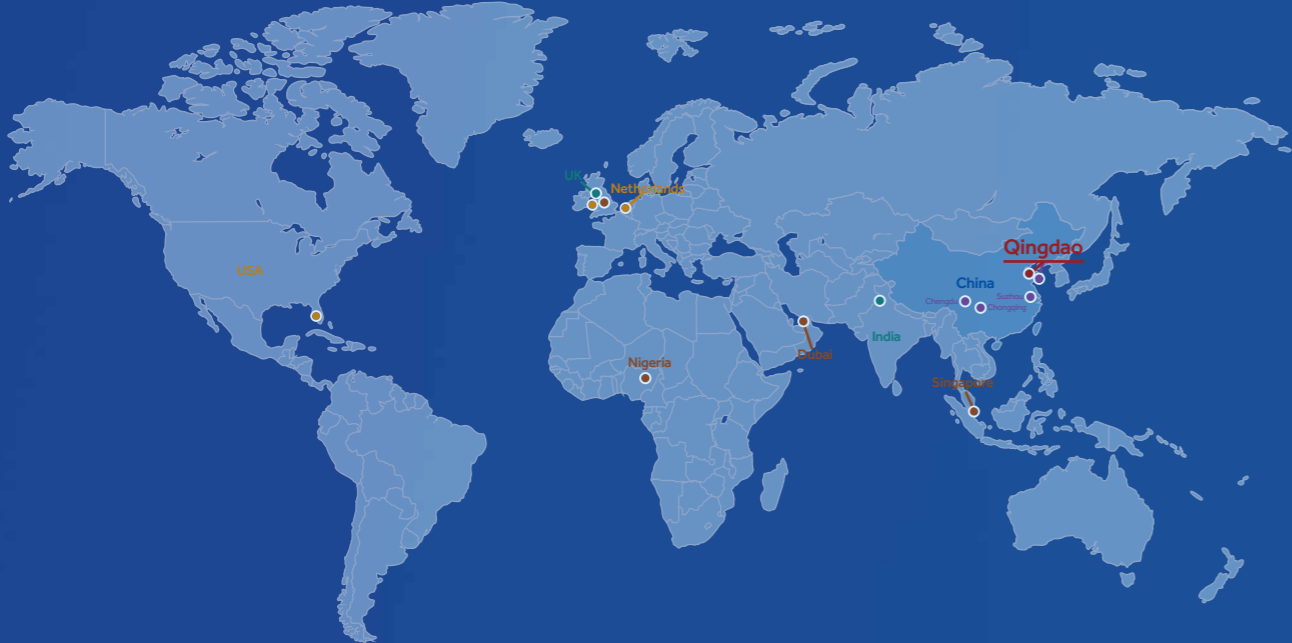 UK
Netherlands
Qingdao
USA
China
Suzhou
Chengdu
Chongqing
India
Dubai
Nigeria
Singapore